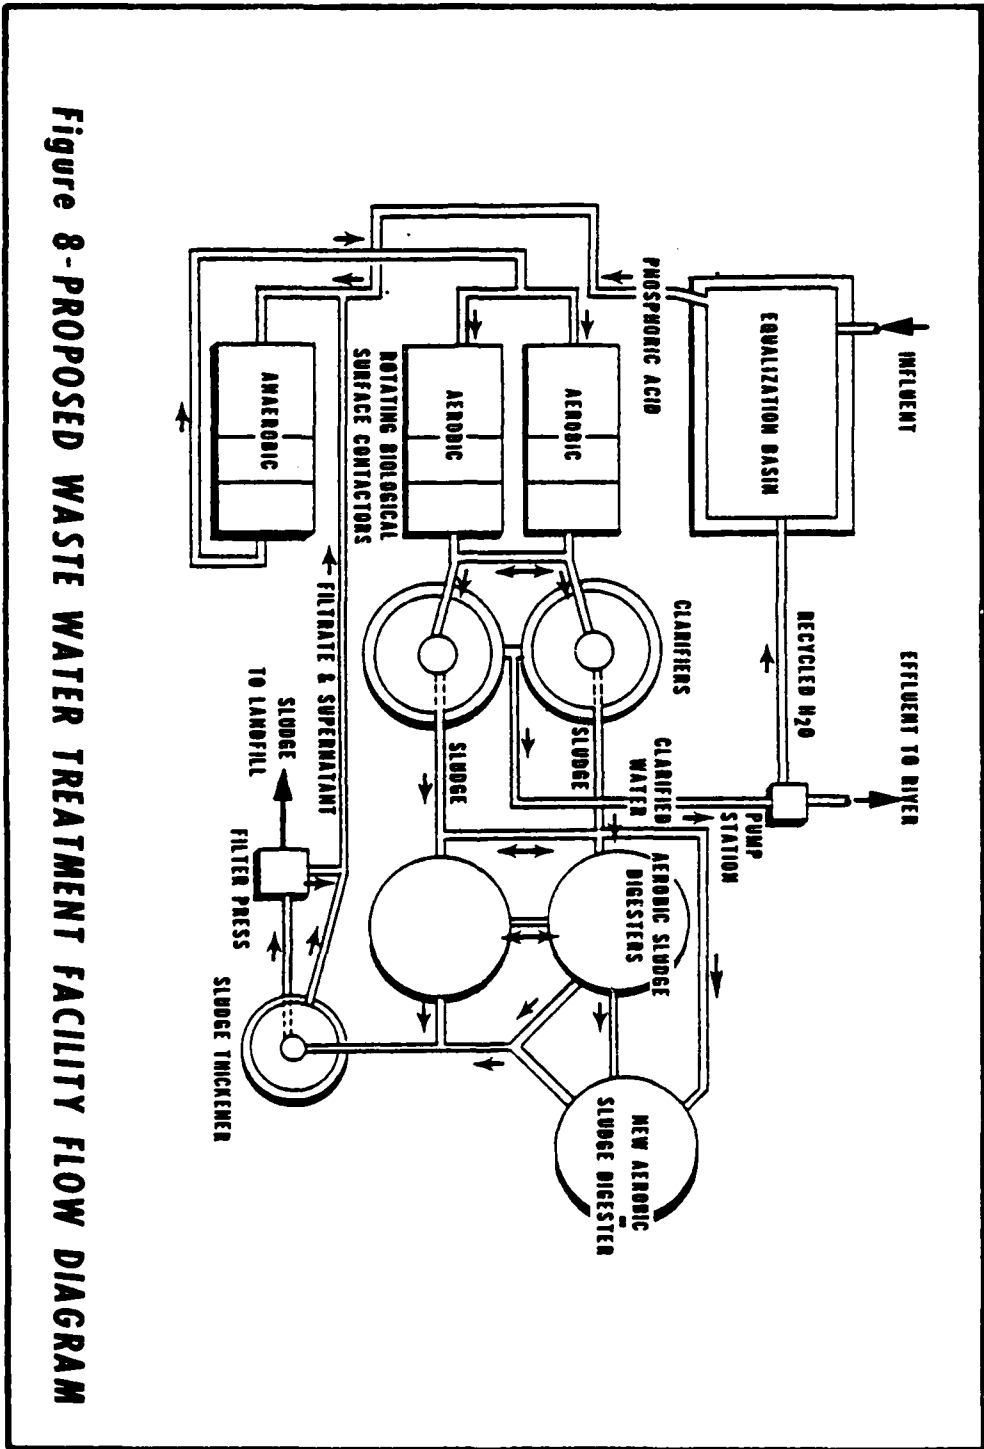 INFLUENT
EFFLUENT TO RIVER
EQUALIZATION BASIN
RECYCLED H₂O
PUMP
STATION
PHOSPHORIC ACID
CLARIFIERS
CLARIFIED
WATER
SLUDGE
AEROBIC SLUDGE
DIGESTERS
NEW AEROBIC
SLUDGE DIGESTER
AEROBIC
AEROBIC
ROTATING BIOLOGICAL
SURFACE CONTACTORS
SLUDGE
FILTRATE & SUPERNATANT
ANAEROBIC
SLUDGE
TO LANDFILL
FILTER PRESS
SLUDGE THICKENER
Figure 8-PROPOSED WASTE WATER TREATMENT FACILITY FLOW DIAGRAM